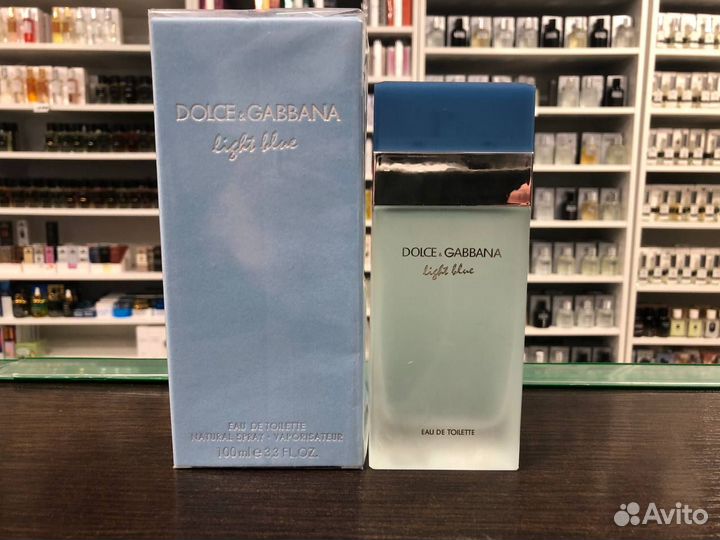 DOLCE & GABBANA
light blue
EAU DE TOILETTE
NATURAL SPRAY - VAPORISATEUR
100ml e 3.3 FL.OZ.
DOLCE & GABBANA
light blue
EAU DE TOILETTE
Avito